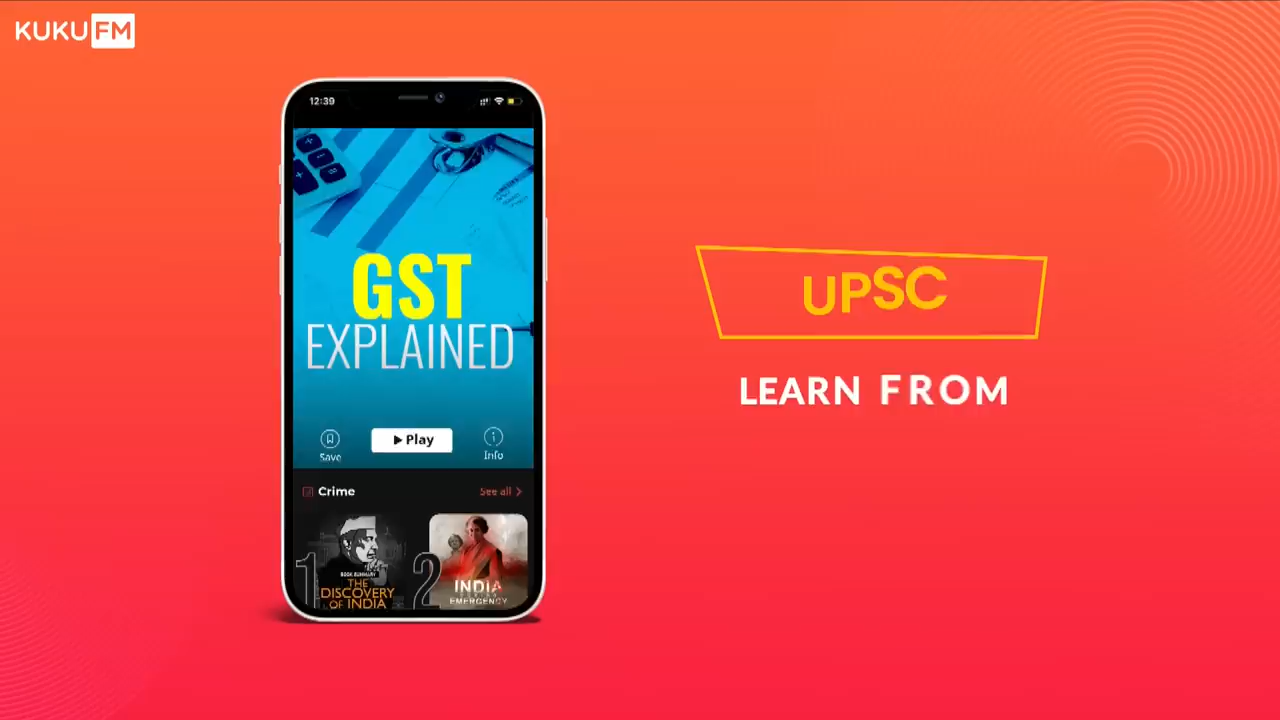 KUKU FM
12:39
GST
EXPLAINED
Save
Play
Info
Crime
See all
1
BOOK SUMMARY
THE
DISCOVERY
OF INDIA
2
INDIA
EMERGENCY
UPSC
LEARN FROM